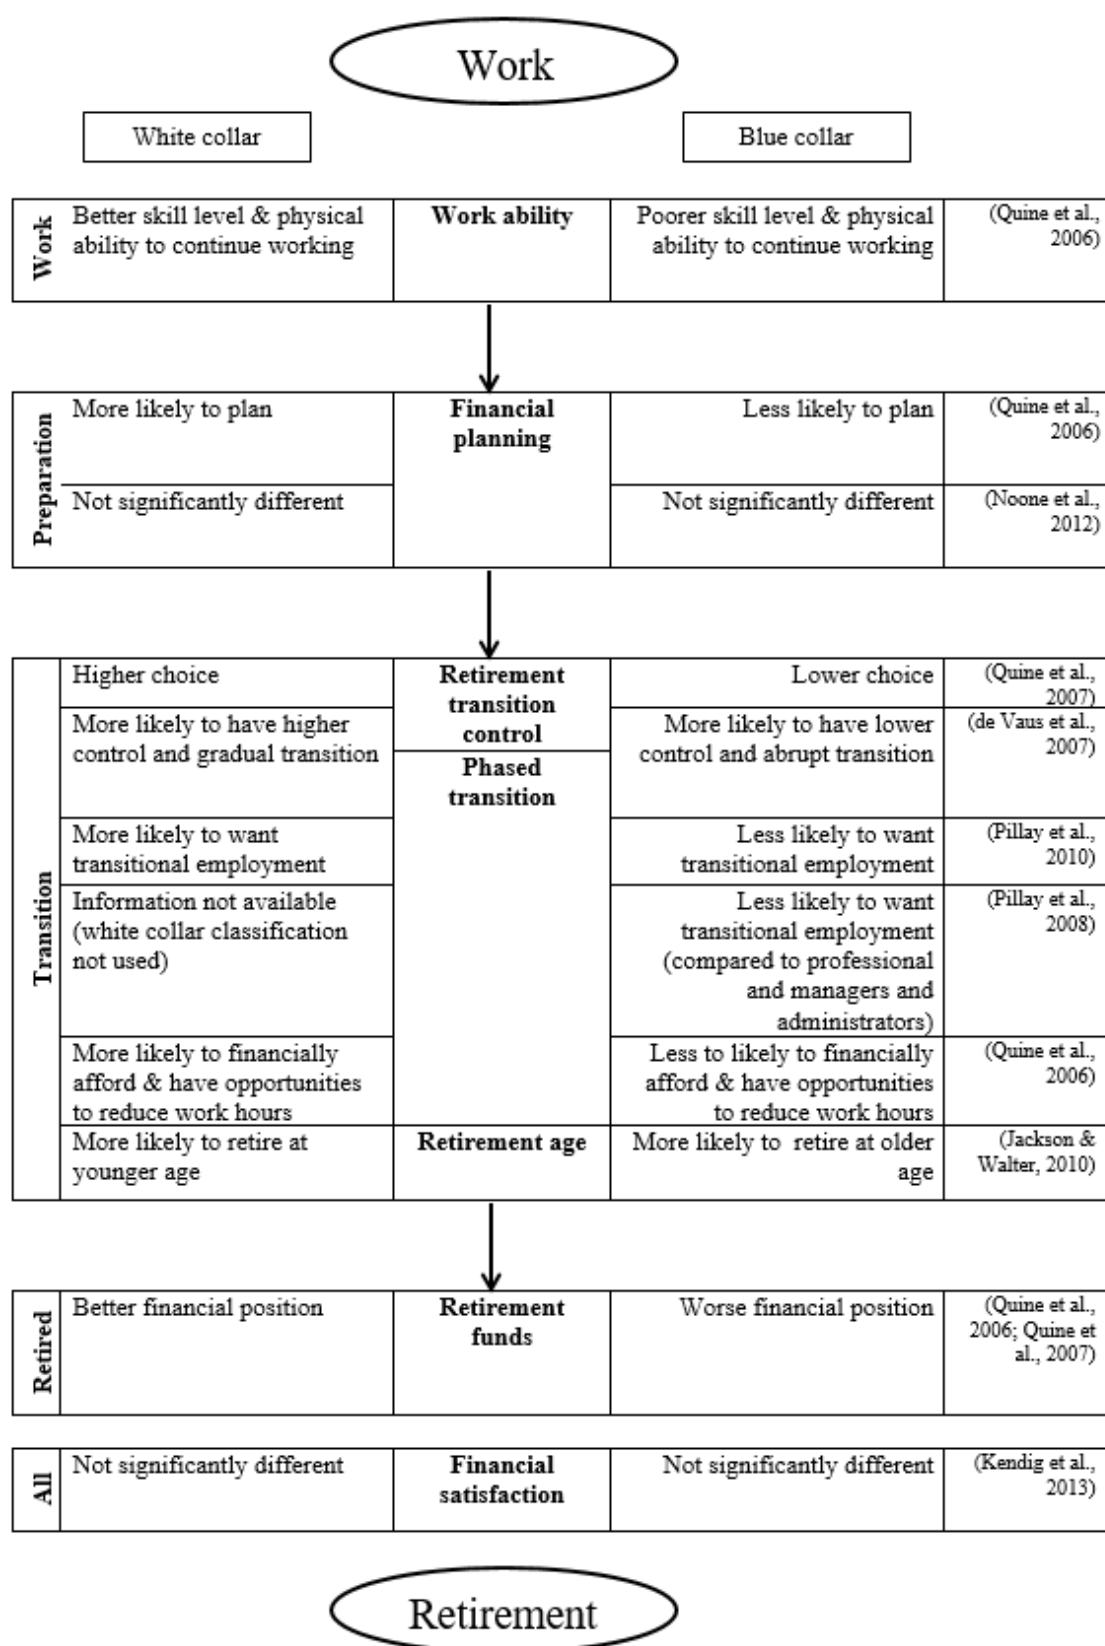 Work
White collar
Blue collar
Work
Better skill level & physical
ability to continue working
Work ability
Poorer skill level & physical
ability to continue working
(Quine et al.,
2006)
Preparation
More likely to plan
Financial
planning
Less likely to plan
(Quine et al.,
2006)
Not significantly different
Not significantly different
(Noone et al.,
2012)
Transition
Higher choice
Retirement
transition
control
Lower choice
(Quine et al.,
2007)
More likely to have higher
control and gradual transition
Phased
transition
More likely to have lower
control and abrupt transition
(de Vaus et al.,
2007)
More likely to want
transitional employment
Less likely to want
transitional employment
(Pillay et al.,
2010)
Information not available
(white collar classification
not used)
Less likely to want
transitional employment
(compared to professional
and managers and
administrators)
(Pillay et al.,
2008)
More likely to financially
afford & have opportunities
to reduce work hours
Less to likely to financially
afford & have opportunities
to reduce work hours
(Quine et al.,
2006)
More likely to retire at
younger age
Retirement age
More likely to  retire at older
age
(Jackson &
Walter, 2010)
Retired
Better financial position
Retirement
funds
Worse financial position
(Quine et al.,
2006; Quine et
al., 2007)
All
Not significantly different
Financial
satisfaction
Not significantly different
(Kendig et al.,
2013)
Retirement